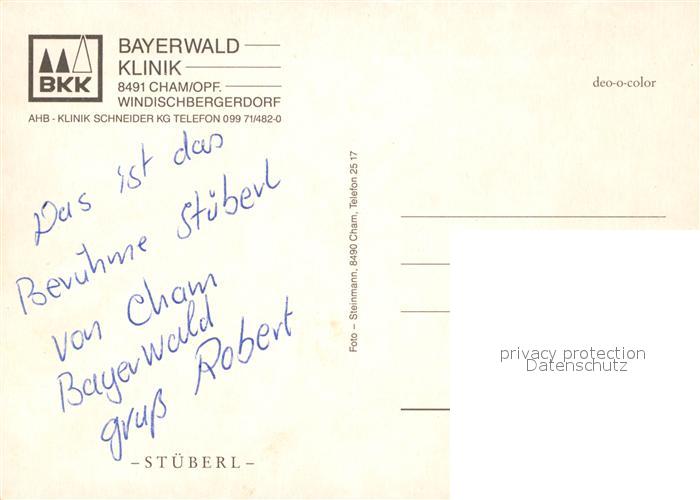 BKK
BAYERWALD
KLINIK
8491 CHAM/OPF.
WINDISCHBERGERDORF
AHB - KLINIK SCHNEIDER KG TELEFON 099 71/482-0
Das ist das
Berühme Stüberl
von Cham
Bayerwald
gruß Robert
– STÜBERL –
Foto – Steinmann, 8490 Cham, Telefon 25 17
deo-o-color
privacy protection
Datenschutz